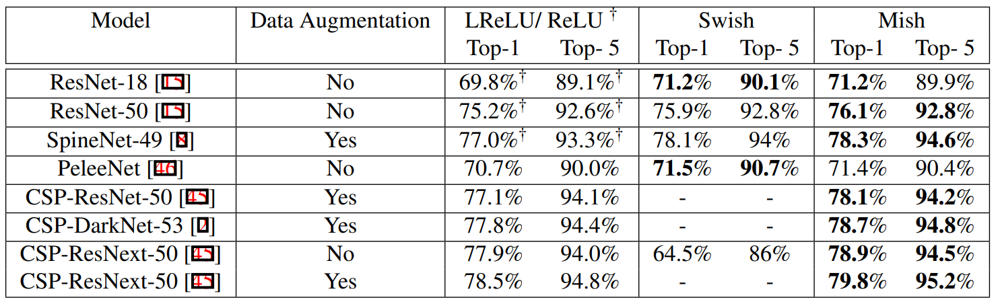 Model Data Augmentation LReLU/ ReLU † Swish Mish
Top-1 Top- 5 Top-1 Top- 5 Top-1 Top- 5
ResNet-18 [15] No 69.8%† 89.1%† 71.2% 90.1% 71.2% 89.9%
ResNet-50 [15] No 75.2%† 92.6%† 75.9% 92.8% 76.1% 92.8%
SpineNet-49 [8] Yes 77.0%† 93.3%† 78.1% 94% 78.3% 94.6%
PeleeNet [46] No 70.7% 90.0% 71.5% 90.7% 71.4% 90.4%
CSP-ResNet-50 [45] Yes 77.1% 94.1% - - 78.1% 94.2%
CSP-DarkNet-53 [2] Yes 77.8% 94.4% - - 78.7% 94.8%
CSP-ResNext-50 [45] No 77.9% 94.0% 64.5% 86% 78.9% 94.5%
CSP-ResNext-50 [45] Yes 78.5% 94.8% - - 79.8% 95.2%